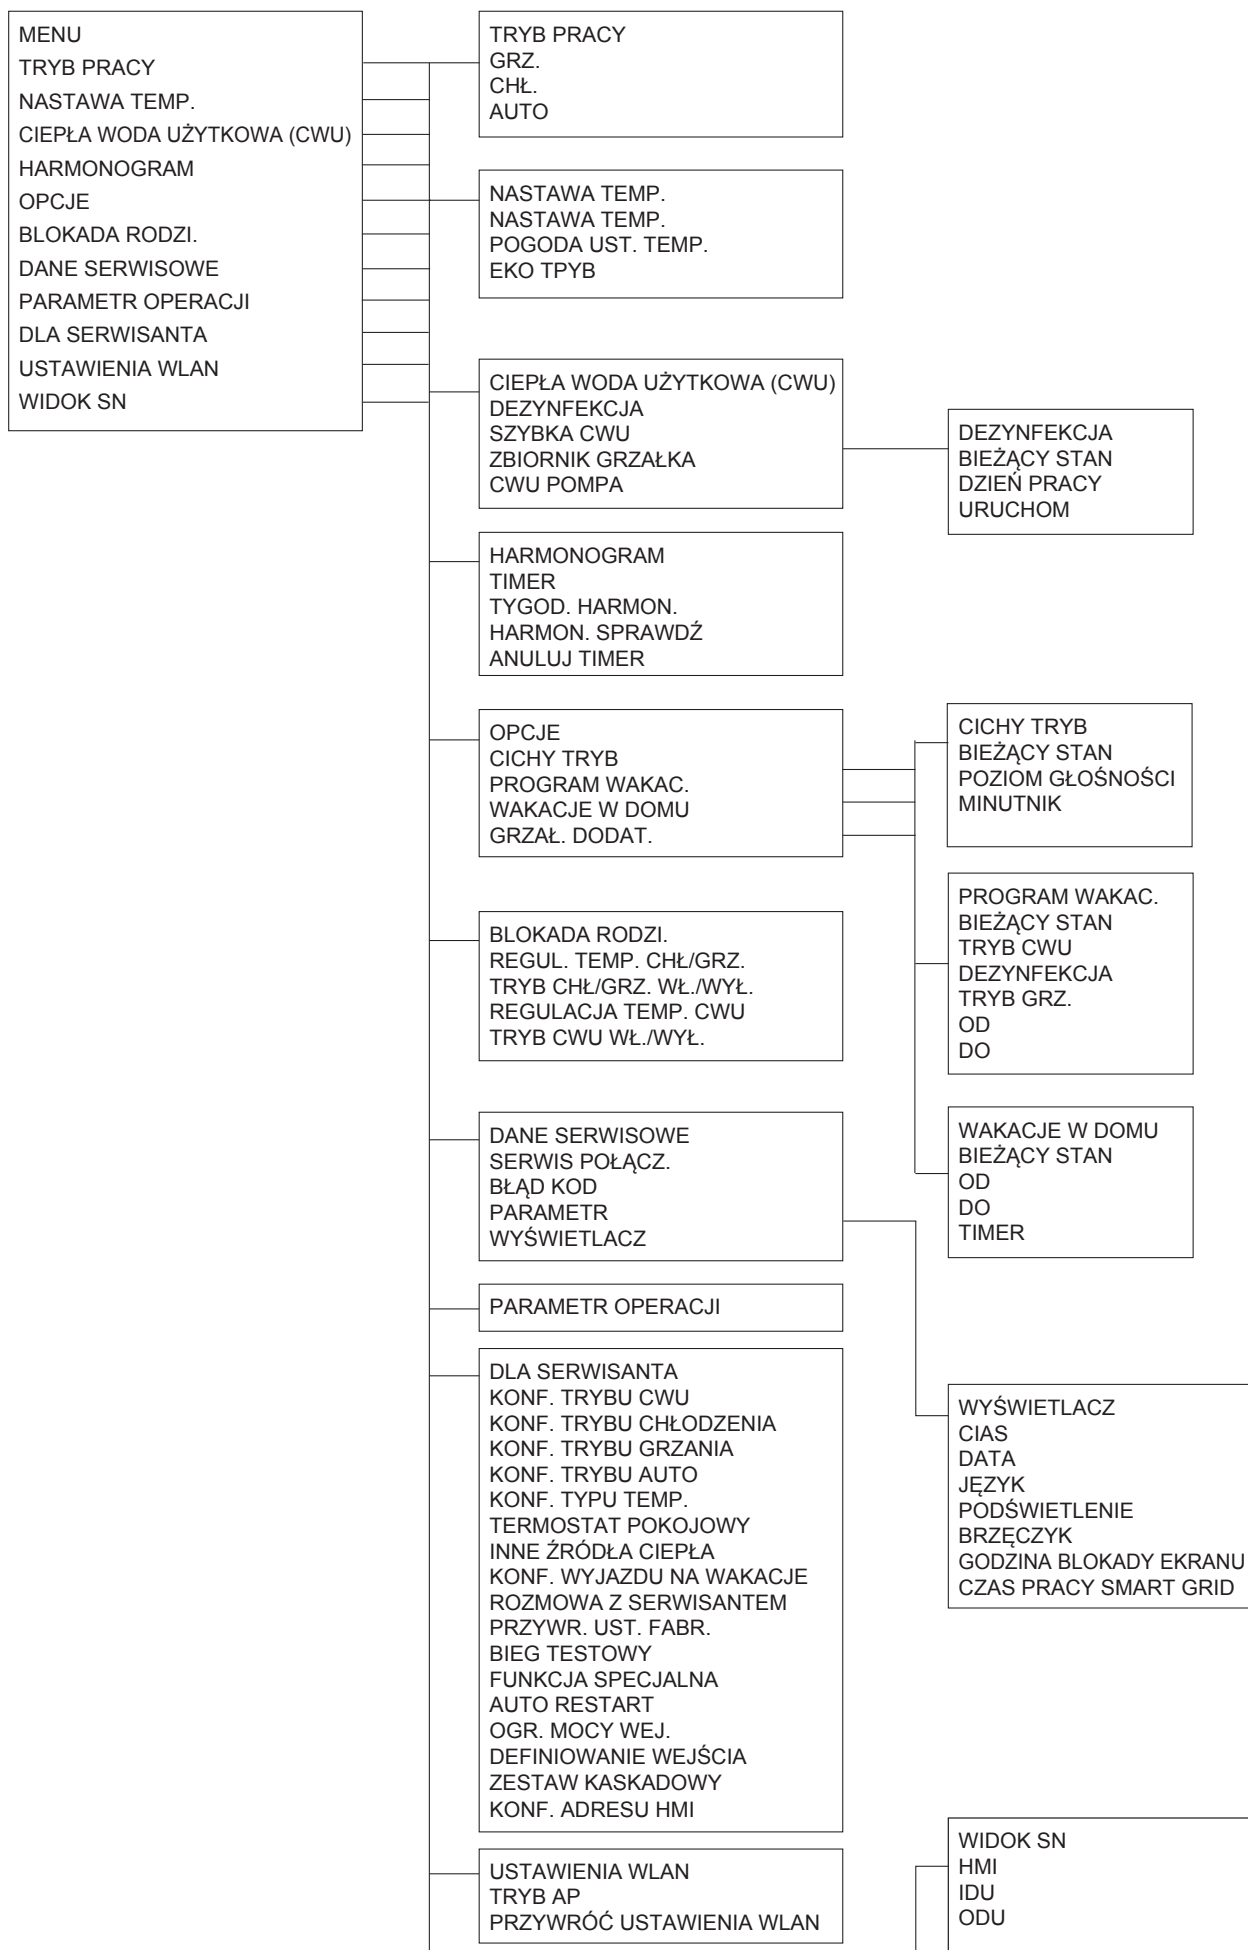 MENU
TRYB PRACY
NASTAWA TEMP.
CIEPŁA WODA UŻYTKOWA (CWU)
HARMONOGRAM
OPCJE
BLOKADA RODZI.
DANE SERWISOWE
PARAMETR OPERACJI
DLA SERWISANTA
USTAWIENIA WLAN
WIDOK SN
TRYB PRACY
GRZ.
CHŁ.
AUTO
NASTAWA TEMP.
NASTAWA TEMP.
POGODA UST. TEMP.
EKO TPYB
CIEPŁA WODA UŻYTKOWA (CWU)
DEZYNFEKCJA
SZYBKA CWU
ZBIORNIK GRZAŁKA
CWU POMPA
DEZYNFEKCJA
BIEŻĄCY STAN
DZIEŃ PRACY
URUCHOM
HARMONOGRAM
TIMER
TYGOD. HARMON.
HARMON. SPRAWDŹ
ANULUJ TIMER
OPCJE
CICHY TRYB
PROGRAM WAKAC.
WAKACJE W DOMU
GRZAŁ. DODAT.
CICHY TRYB
BIEŻĄCY STAN
POZIOM GŁOŚNOŚCI
MINUTNIK
PROGRAM WAKAC.
BIEŻĄCY STAN
TRYB CWU
DEZYNFEKCJA
TRYB GRZ.
OD
DO
WAKACJE W DOMU
BIEŻĄCY STAN
OD
DO
TIMER
BLOKADA RODZI.
REGUL. TEMP. CHŁ/GRZ.
TRYB CHŁ/GRZ. WŁ./WYŁ.
REGULACJA TEMP. CWU
TRYB CWU WŁ./WYŁ.
DANE SERWISOWE
SERWIS POŁĄCZ.
BŁĄD KOD
PARAMETR
WYŚWIETLACZ
WYŚWIETLACZ
CIAS
DATA
JĘZYK
PODŚWIETLENIE
BRZĘCZYK
GODZINA BLOKADY EKRANU
CZAS PRACY SMART GRID
PARAMETR OPERACJI
DLA SERWISANTA
KONF. TRYBU CWU
KONF. TRYBU CHŁODZENIA
KONF. TRYBU GRZANIA
KONF. TRYBU AUTO
KONF. TYPU TEMP.
TERMOSTAT POKOJOWY
INNE ŹRÓDŁA CIEPŁA
KONF. WYJAZDU NA WAKACJE
ROZMOWA Z SERWISANTEM
PRZYWR. UST. FABR.
BIEG TESTOWY
FUNKCJA SPECJALNA
AUTO RESTART
OGR. MOCY WEJ.
DEFINIOWANIE WEJŚCIA
ZESTAW KASKADOWY
KONF. ADRESU HMI
USTAWIENIA WLAN
TRYB AP
PRZYWRÓĆ USTAWIENIA WLAN
WIDOK SN
HMI
IDU
ODU